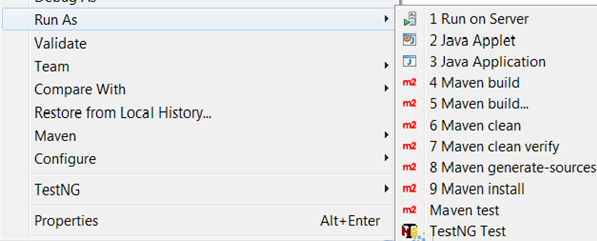 Debug As
Run As
Validate
Team
Compare With
Restore from Local History...
Maven
Configure
TestNG
Properties Alt+Enter
1 Run on Server
2 Java Applet
3 Java Application
m2 4 Maven build
m2 5 Maven build...
m2 6 Maven clean
m2 7 Maven clean verify
m2 8 Maven generate-sources
m2 9 Maven install
m2 Maven test
TestNG Test